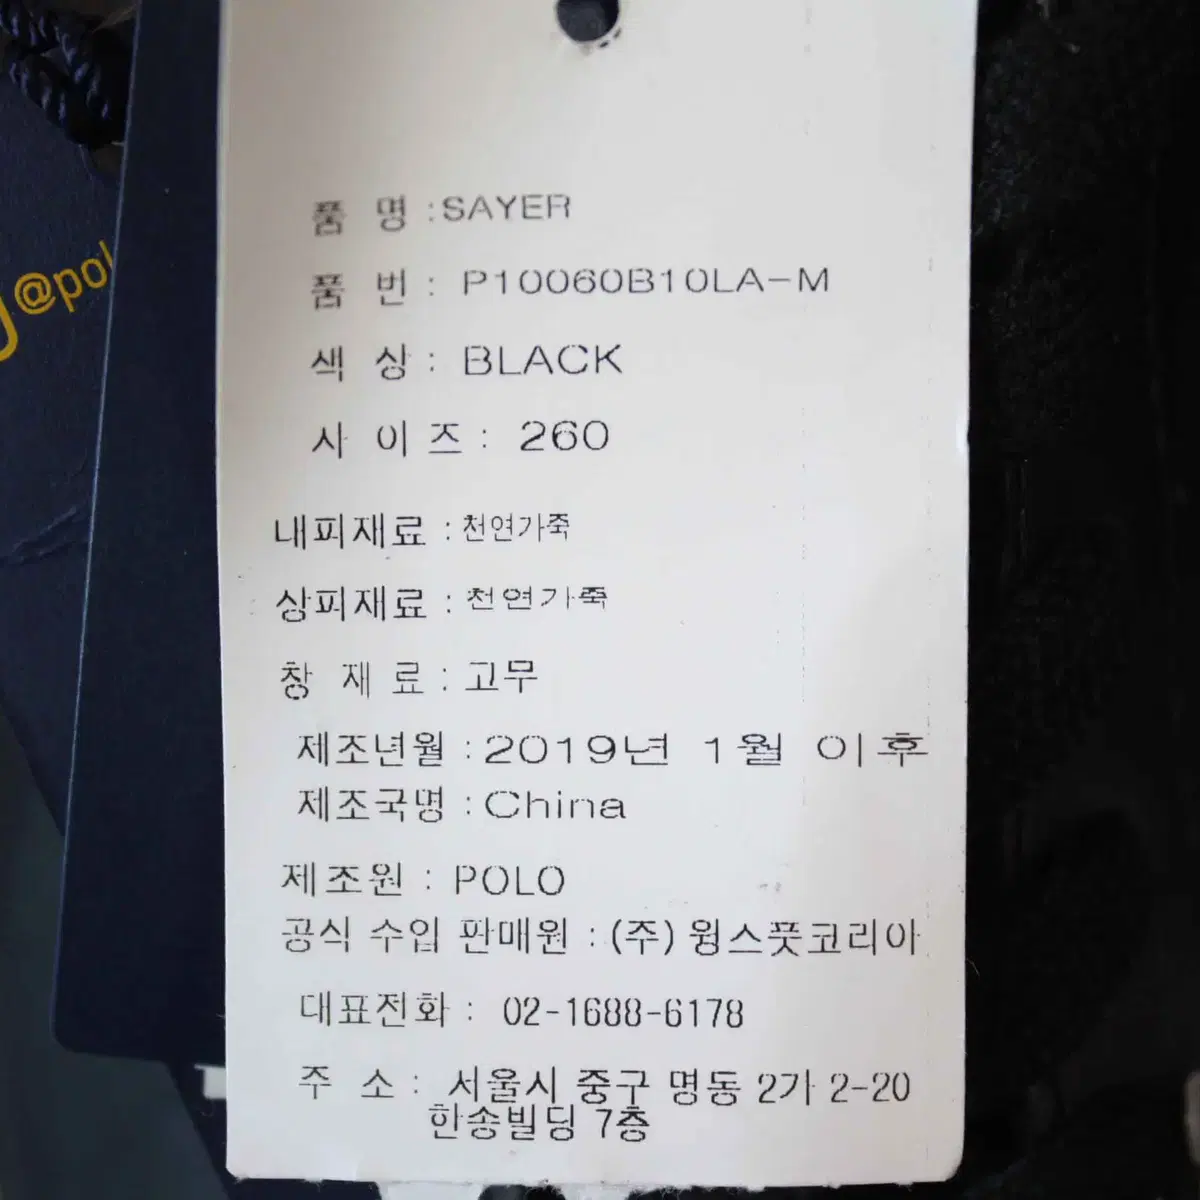 @pol
품 명 :SAYER
품 번 : P10060B10LA-M
색 상 : BLACK
사 이 즈 : 260
내피재료 : 천연가죽
상피재료 : 천연가죽
창 재 료 : 고무
제조년월 : 2019년 1월 이후
제조국명 : China
제조원 : POLO
공식 수입 판매원 : (주) 윙스풋코리아
대표전화 : 02-1688-6178
주 소 : 서울시 중구 명동 2가 2-20
한송빌딩 7층